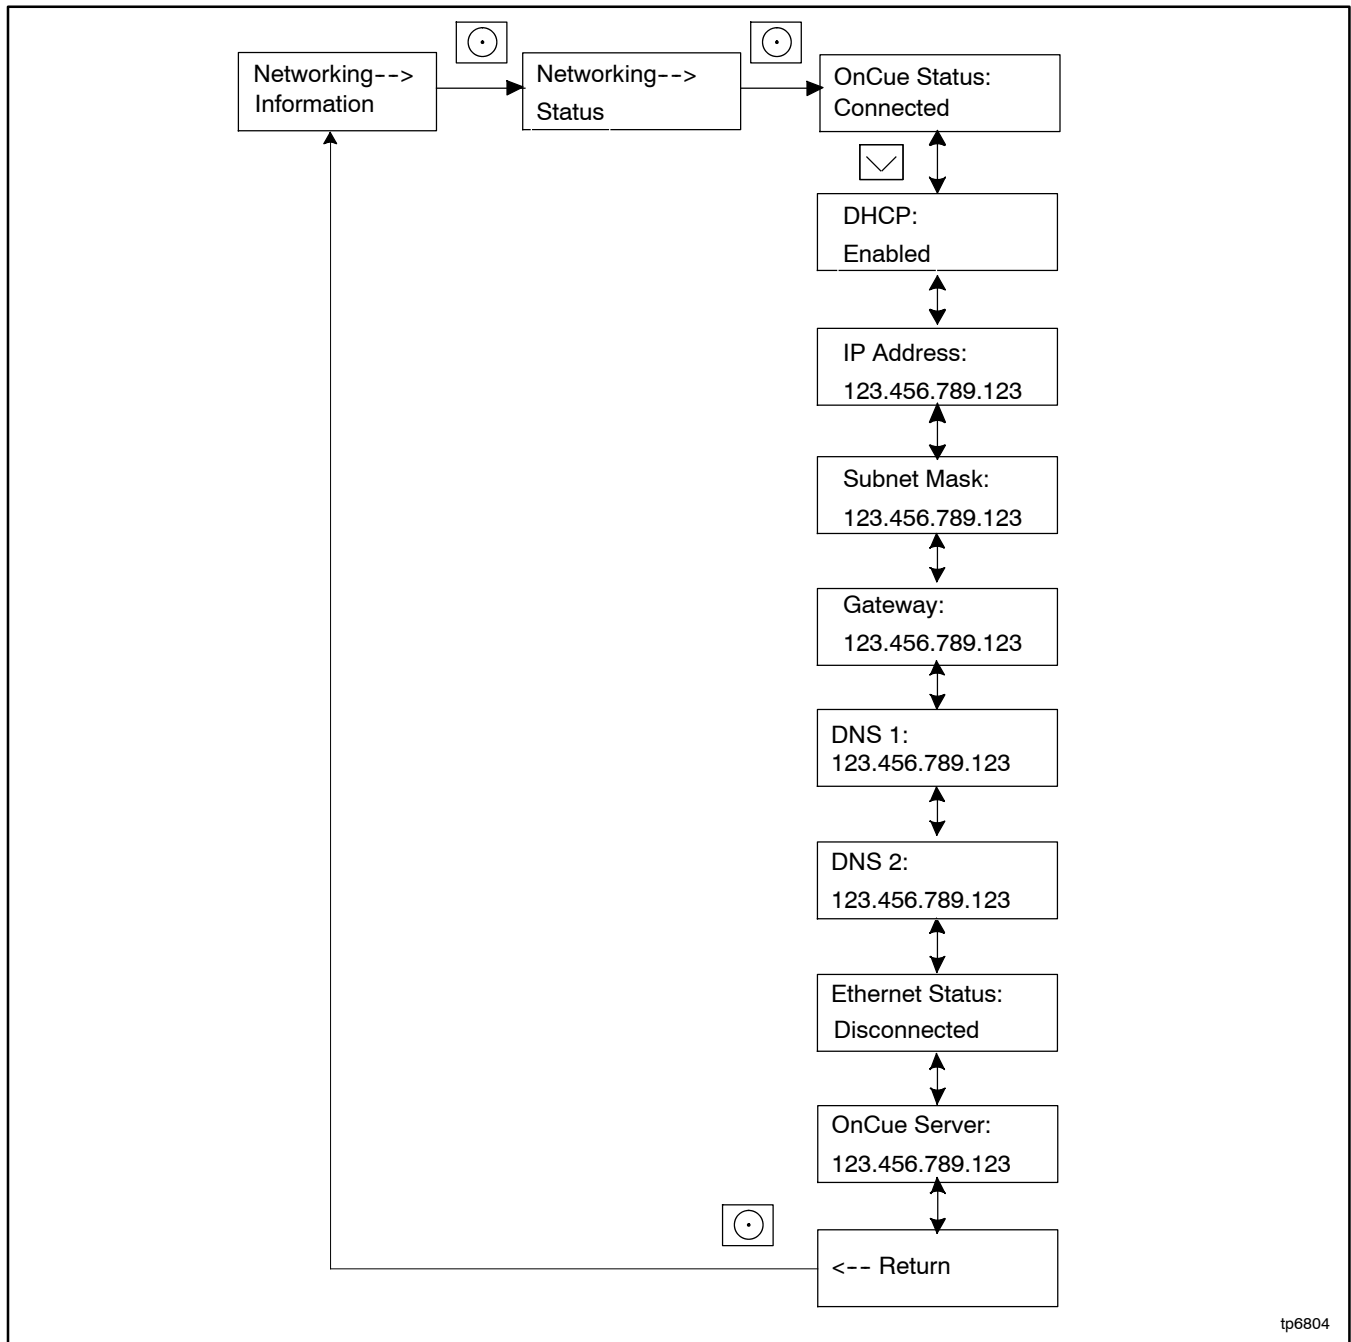 Networking-->
Information
Networking-->
Status
OnCue Status:
Connected
DHCP:
Enabled
IP Address:
123.456.789.123
Subnet Mask:
123.456.789.123
Gateway:
123.456.789.123
DNS 1:
123.456.789.123
DNS 2:
123.456.789.123
Ethernet Status:
Disconnected
OnCue Server:
123.456.789.123
<-- Return
tp6804